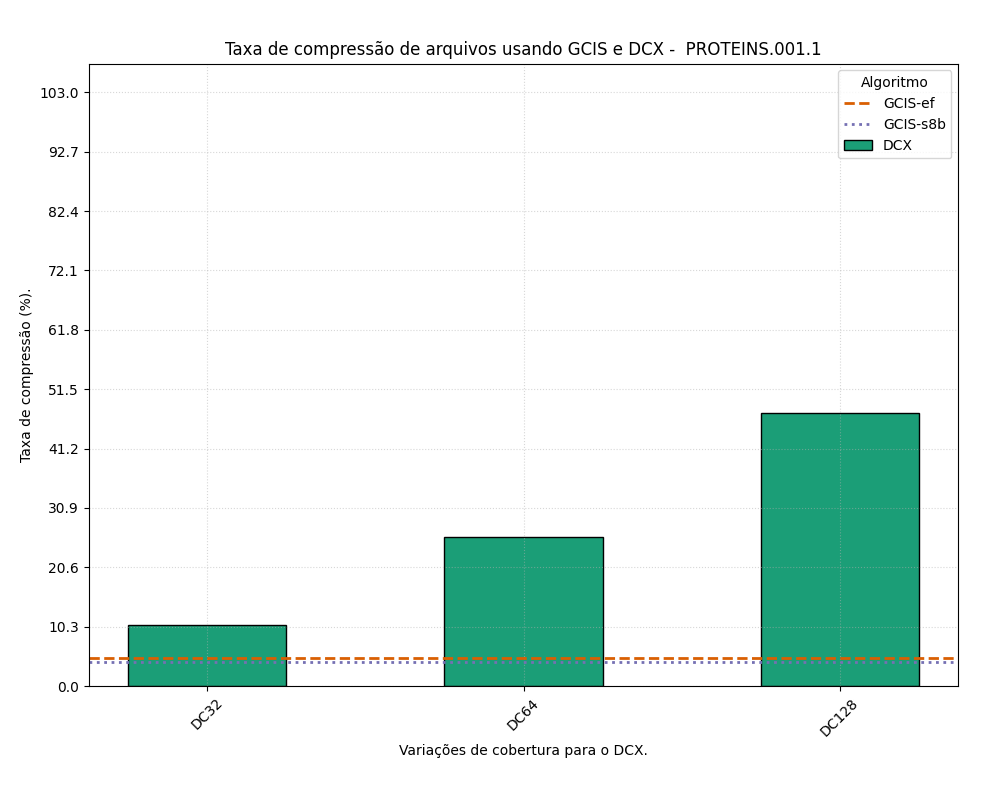 Taxa de compressão de arquivos usando GCIS e DCX -  PROTEINS.001.1
Algoritmo
GCIS-ef
GCIS-s8b
DCX
Taxa de compressão (%).
103.0
92.7
82.4
72.1
61.8
51.5
41.2
30.9
20.6
10.3
0.0
DC32
DC64
DC128
Variações de cobertura para o DCX.